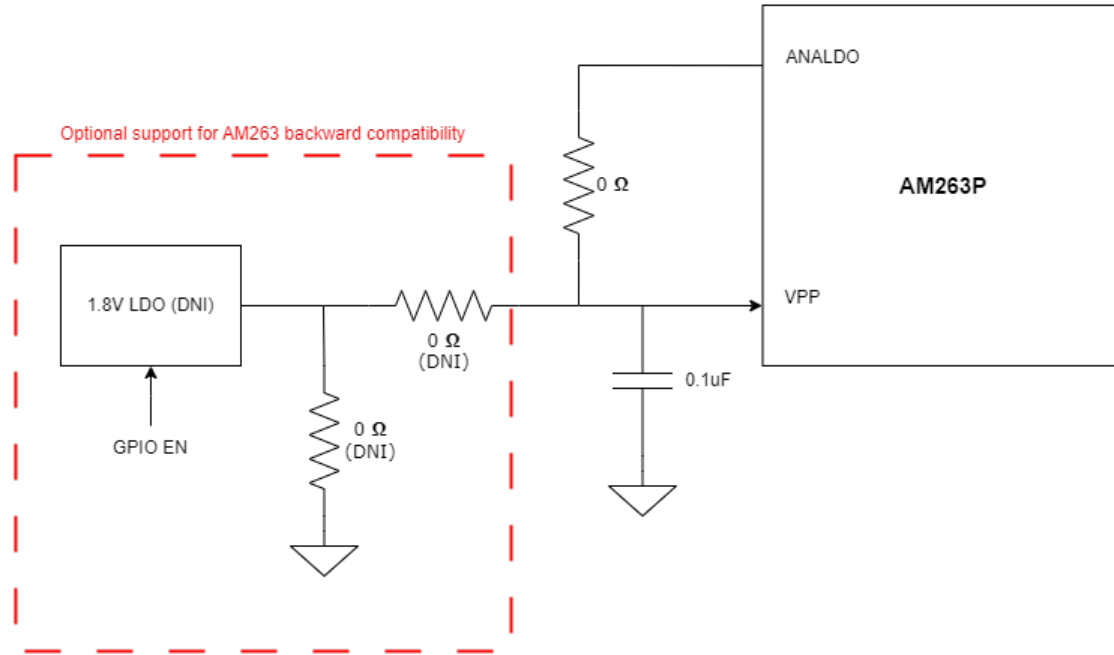 ANALDO
Optional support for AM263 backward compatibility
AM263P
0 Ω
1.8V LDO (DNI)
VPP
0 Ω
(DNI)
0.1uF
0 Ω
(DNI)
GPIO EN